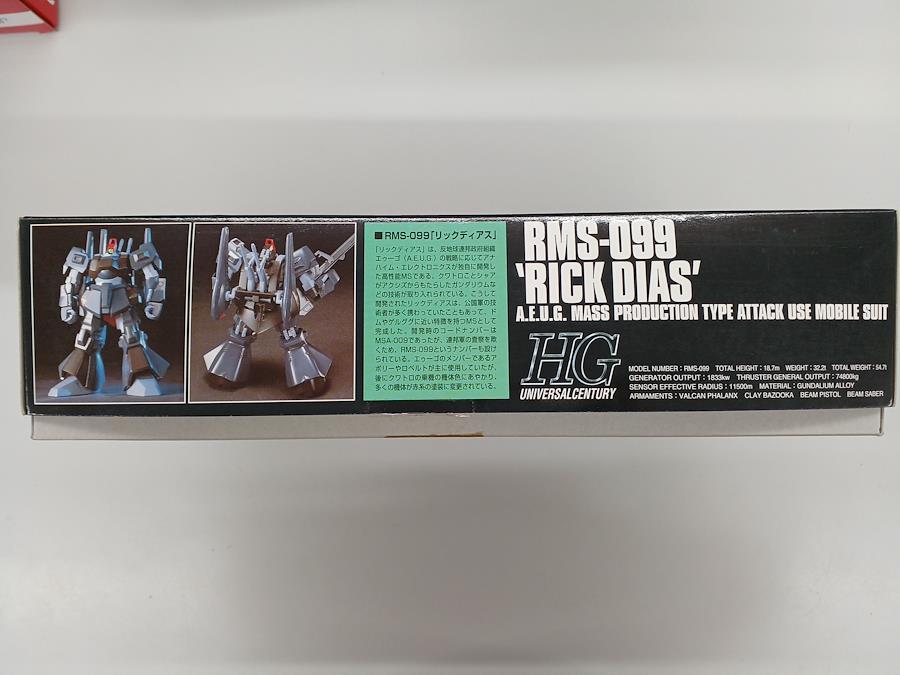 ■RMS-099「リックディアス」
「リックディアス」は、反地球連邦政府組織
エゥーゴ（A.E.U.G.）の戦略に応じてアナ
ハイム・エレクトロニクスが独自に開発し
た高性能MSである。クワトロことシャア
がアクシズからもたらしたガンダリウムな
どの技術が取り入れられている。こうして
開発されたリックディアスは、公国軍の技
術者が多く携わっていたこともあって、ド
ムやゲルググに近い特徴を持つMSとして
完成した。開発時のコードナンバーは
MSA-009であったが、連邦軍の査察を欺
くため、RMS-099というナンバーも設け
られている。エゥーゴのメンバーである
アポリーやロベルトが主に使用していたが、
後にクワトロの乗機の機体色にあやかり、
多くの機体が赤系の塗装に変更されている。
RMS-099
'RICK DIAS'
A.E.U.G. MASS PRODUCTION TYPE ATTACK USE MOBILE SUIT
HG
UNIVERSAL CENTURY
MODEL NUMBER：RMS-099 TOTAL HEIGHT：18.7m WEIGHT：32.2t TOTAL WEIGHT：54.7t
GENERATOR OUTPUT：1833kw THRUSTER GENERAL OUTPUT：74800kg
SENSOR EFFECTIVE RADIUS：11500m MATERIAL：GUNDALIUM ALLOY
ARMAMENTS：VALCAN PHALANX CLAY BAZOOKA BEAM PISTOL BEAM SABER